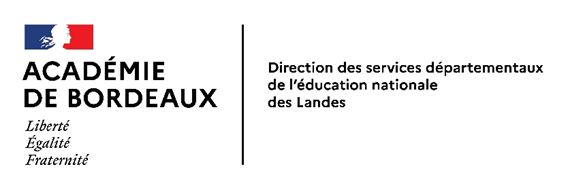 ACADÉMIE
DE BORDEAUX
Liberté
Égalité
Fraternité
Direction des services départementaux
de l'éducation nationale
des Landes